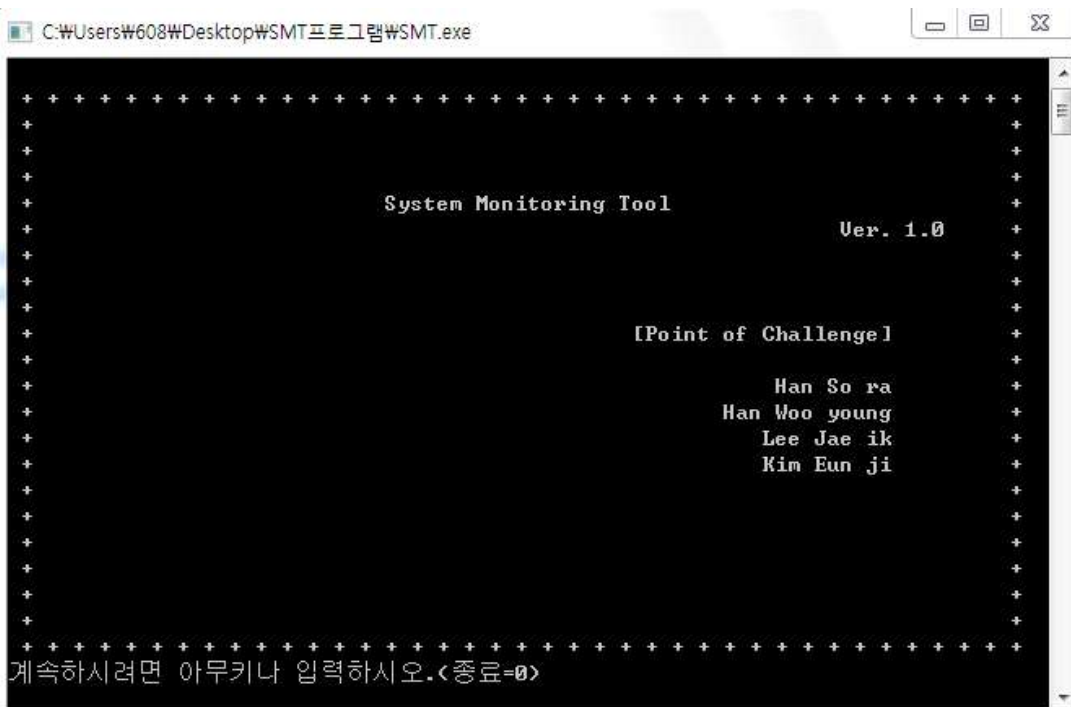 C:₩Users₩608₩Desktop₩SMT프로그램₩SMT.exe
+ + + + + + + + + + + + + + + + + + + + + + + + + + + + + + + + + + + + + + +
+ +
+ +
+ +
+ System Monitoring Tool +
+ Ver. 1.0 +
+ +
+ +
+ +
+ [Point of Challenge] +
+ +
+ Han So ra +
+ Han Woo young +
+ Lee Jae ik +
+ Kim Eun ji +
+ +
+ +
+ +
+ +
+ +
+ +
+ + + + + + + + + + + + + + + + + + + + + + + + + + + + + + + + + + + + + + +
계속하시려면 아무키나 입력하시오.(종료=0)